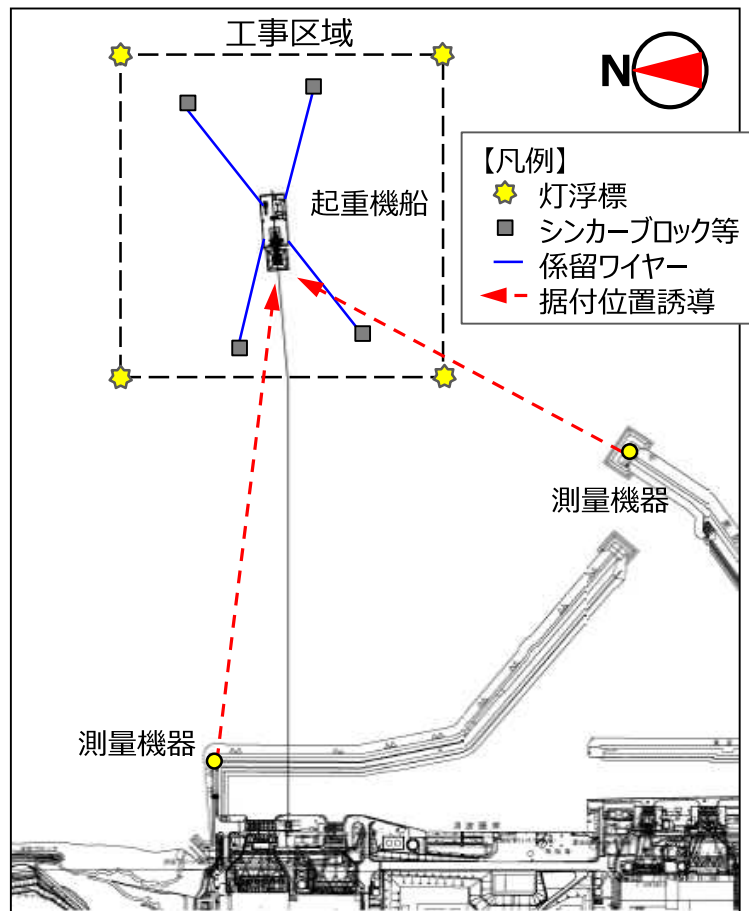 工事区域
N
【凡例】
灯浮標
シンカーブロック等
係留ワイヤー
据付位置誘導
起重機船
測量機器
測量機器